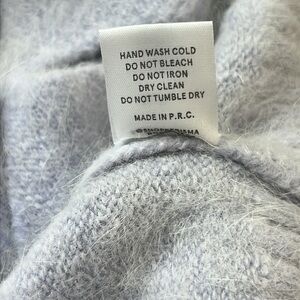 HAND WASH COLD
DO NOT BLEACH
DO NOT IRON
DRY CLEAN
DO NOT TUMBLE DRY
MADE IN P.R.C.